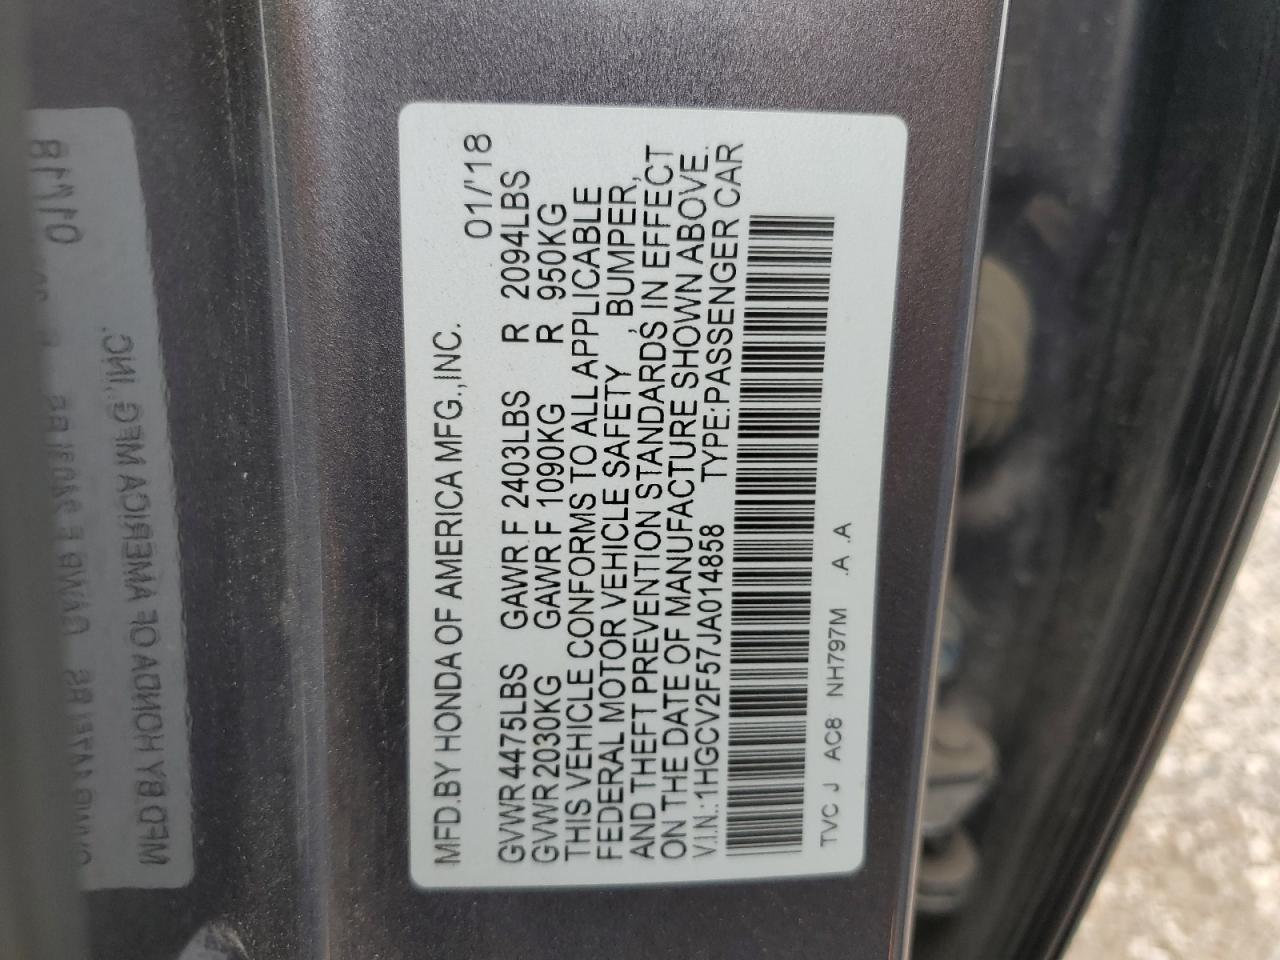 MFD.BY HONDA OF AMERICA MFG.,INC.
01/'18
GVWR 4475LBS GAWR F 2403LBS R 2094LBS
GVWR 2030KG GAWR F 1090KG R 950KG
THIS VEHICLE CONFORMS TO ALL APPLICABLE
FEDERAL MOTOR VEHICLE SAFETY , BUMPER,
AND THEFT PREVENTION STANDARDS IN EFFECT
ON THE DATE OF MANUFACTURE SHOWN ABOVE.
V.I.N.:1HGCV2F57JA014858 TYPE:PASSENGER CAR
TVC J AC8 NH797M .A .A